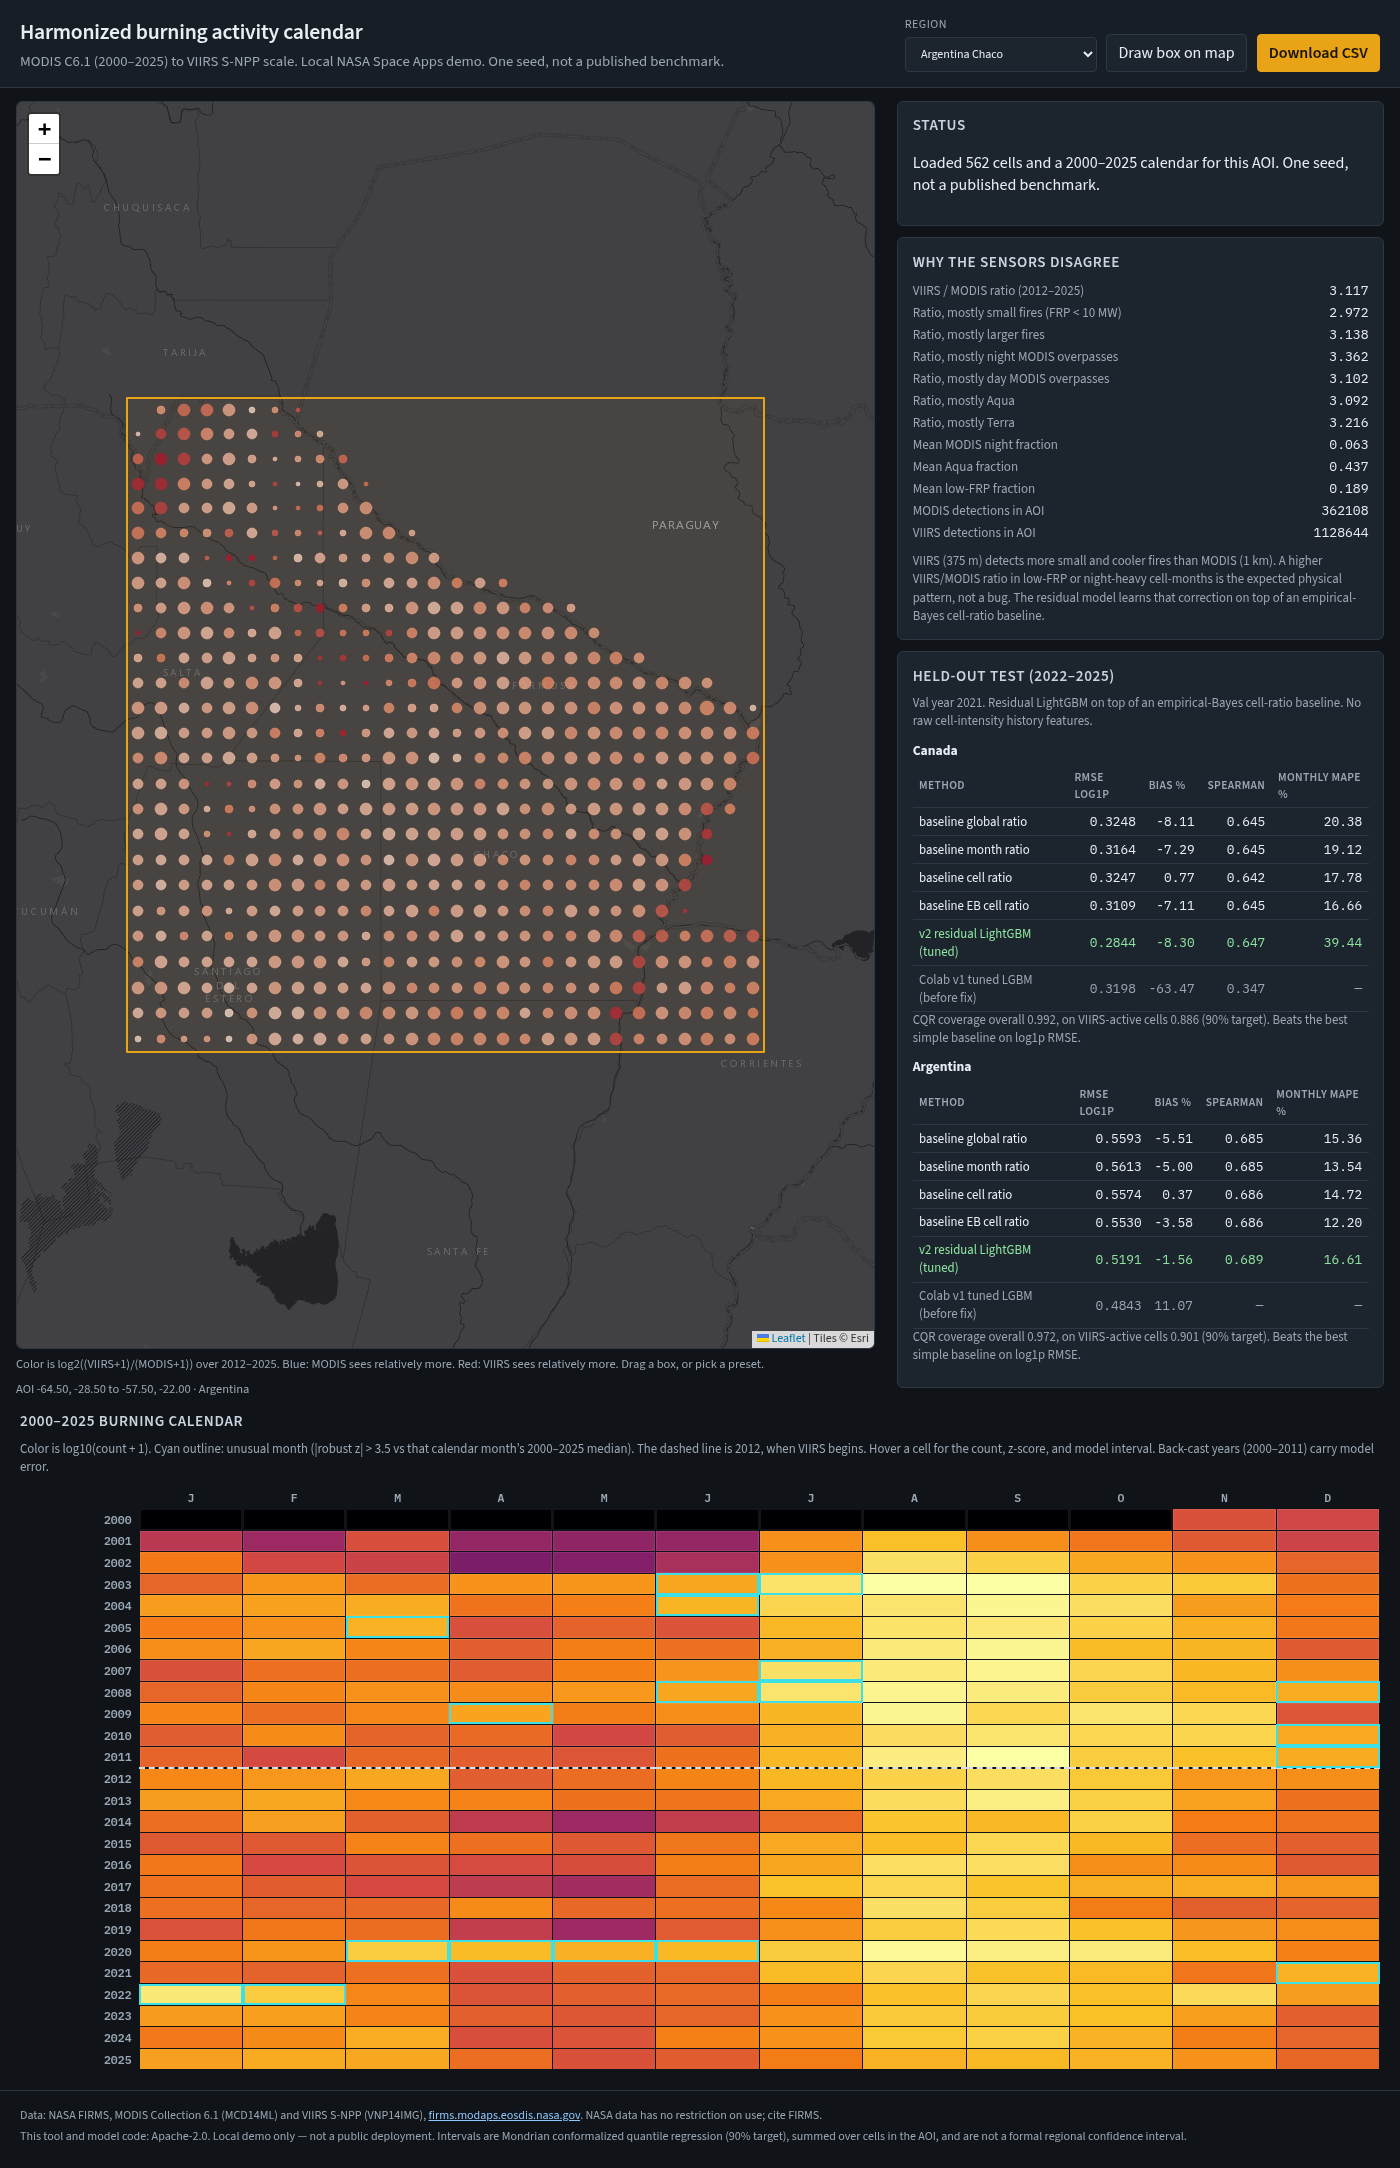 Harmonized burning activity calendar
MODIS C6.1 (2000–2025) to VIIRS S-NPP scale. Local NASA Space Apps demo. One seed, not a published benchmark.
REGION
Argentina Chaco
Draw box on map
Download CSV
+
−
CHUQUISACA
TARIJA
PARAGUAY
UY
SALTA
CHACO
TUCUMÁN
SANTIAGO
DEL
ESTERO
CORRIENTES
SANTA FE
Leaflet | Tiles © Esri
Color is log2((VIIRS+1)/(MODIS+1)) over 2012–2025. Blue: MODIS sees relatively more. Red: VIIRS sees relatively more. Drag a box, or pick a preset.
AOI -64.50, -28.50 to -57.50, -22.00 · Argentina
STATUS
Loaded 562 cells and a 2000–2025 calendar for this AOI. One seed,
not a published benchmark.
WHY THE SENSORS DISAGREE
VIIRS / MODIS ratio (2012–2025) 3.117
Ratio, mostly small fires (FRP < 10 MW) 2.972
Ratio, mostly larger fires 3.138
Ratio, mostly night MODIS overpasses 3.362
Ratio, mostly day MODIS overpasses 3.102
Ratio, mostly Aqua 3.092
Ratio, mostly Terra 3.216
Mean MODIS night fraction 0.063
Mean Aqua fraction 0.437
Mean low-FRP fraction 0.189
MODIS detections in AOI 362108
VIIRS detections in AOI 1128644
VIIRS (375 m) detects more small and cooler fires than MODIS (1 km). A higher
VIIRS/MODIS ratio in low-FRP or night-heavy cell-months is the expected physical
pattern, not a bug. The residual model learns that correction on top of an empirical-
Bayes cell-ratio baseline.
HELD-OUT TEST (2022–2025)
Val year 2021. Residual LightGBM on top of an empirical-Bayes cell-ratio baseline. No
raw cell-intensity history features.
Canada
METHOD RMSE LOG1P BIAS % SPEARMAN MONTHLY MAPE %
baseline global ratio 0.3248 -8.11 0.645 20.38
baseline month ratio 0.3164 -7.29 0.645 19.12
baseline cell ratio 0.3247 0.77 0.642 17.78
baseline EB cell ratio 0.3109 -7.11 0.645 16.66
v2 residual LightGBM (tuned) 0.2844 -8.30 0.647 39.44
Colab v1 tuned LGBM (before fix) 0.3198 -63.47 0.347 —
CQR coverage overall 0.992, on VIIRS-active cells 0.886 (90% target). Beats the best
simple baseline on log1p RMSE.
Argentina
METHOD RMSE LOG1P BIAS % SPEARMAN MONTHLY MAPE %
baseline global ratio 0.5593 -5.51 0.685 15.36
baseline month ratio 0.5613 -5.00 0.685 13.54
baseline cell ratio 0.5574 0.37 0.686 14.72
baseline EB cell ratio 0.5530 -3.58 0.686 12.20
v2 residual LightGBM (tuned) 0.5191 -1.56 0.689 16.61
Colab v1 tuned LGBM (before fix) 0.4843 11.07 — —
CQR coverage overall 0.972, on VIIRS-active cells 0.901 (90% target). Beats the best
simple baseline on log1p RMSE.
2000–2025 BURNING CALENDAR
Color is log10(count + 1). Cyan outline: unusual month (|robust z| > 3.5 vs that calendar month's 2000–2025 median). The dashed line is 2012, when VIIRS begins. Hover a cell for the count, z-score, and model interval. Back-cast years (2000–2011) carry model
error.
J F M A M J J A S O N D
2000
2001
2002
2003
2004
2005
2006
2007
2008
2009
2010
2011
2012
2013
2014
2015
2016
2017
2018
2019
2020
2021
2022
2023
2024
2025
Data: NASA FIRMS, MODIS Collection 6.1 (MCD14ML) and VIIRS S-NPP (VNP14IMG), firms.modaps.eosdis.nasa.gov. NASA data has no restriction on use; cite FIRMS.
This tool and model code: Apache-2.0. Local demo only — not a public deployment. Intervals are Mondrian conformalized quantile regression (90% target), summed over cells in the AOI, and are not a formal regional confidence interval.